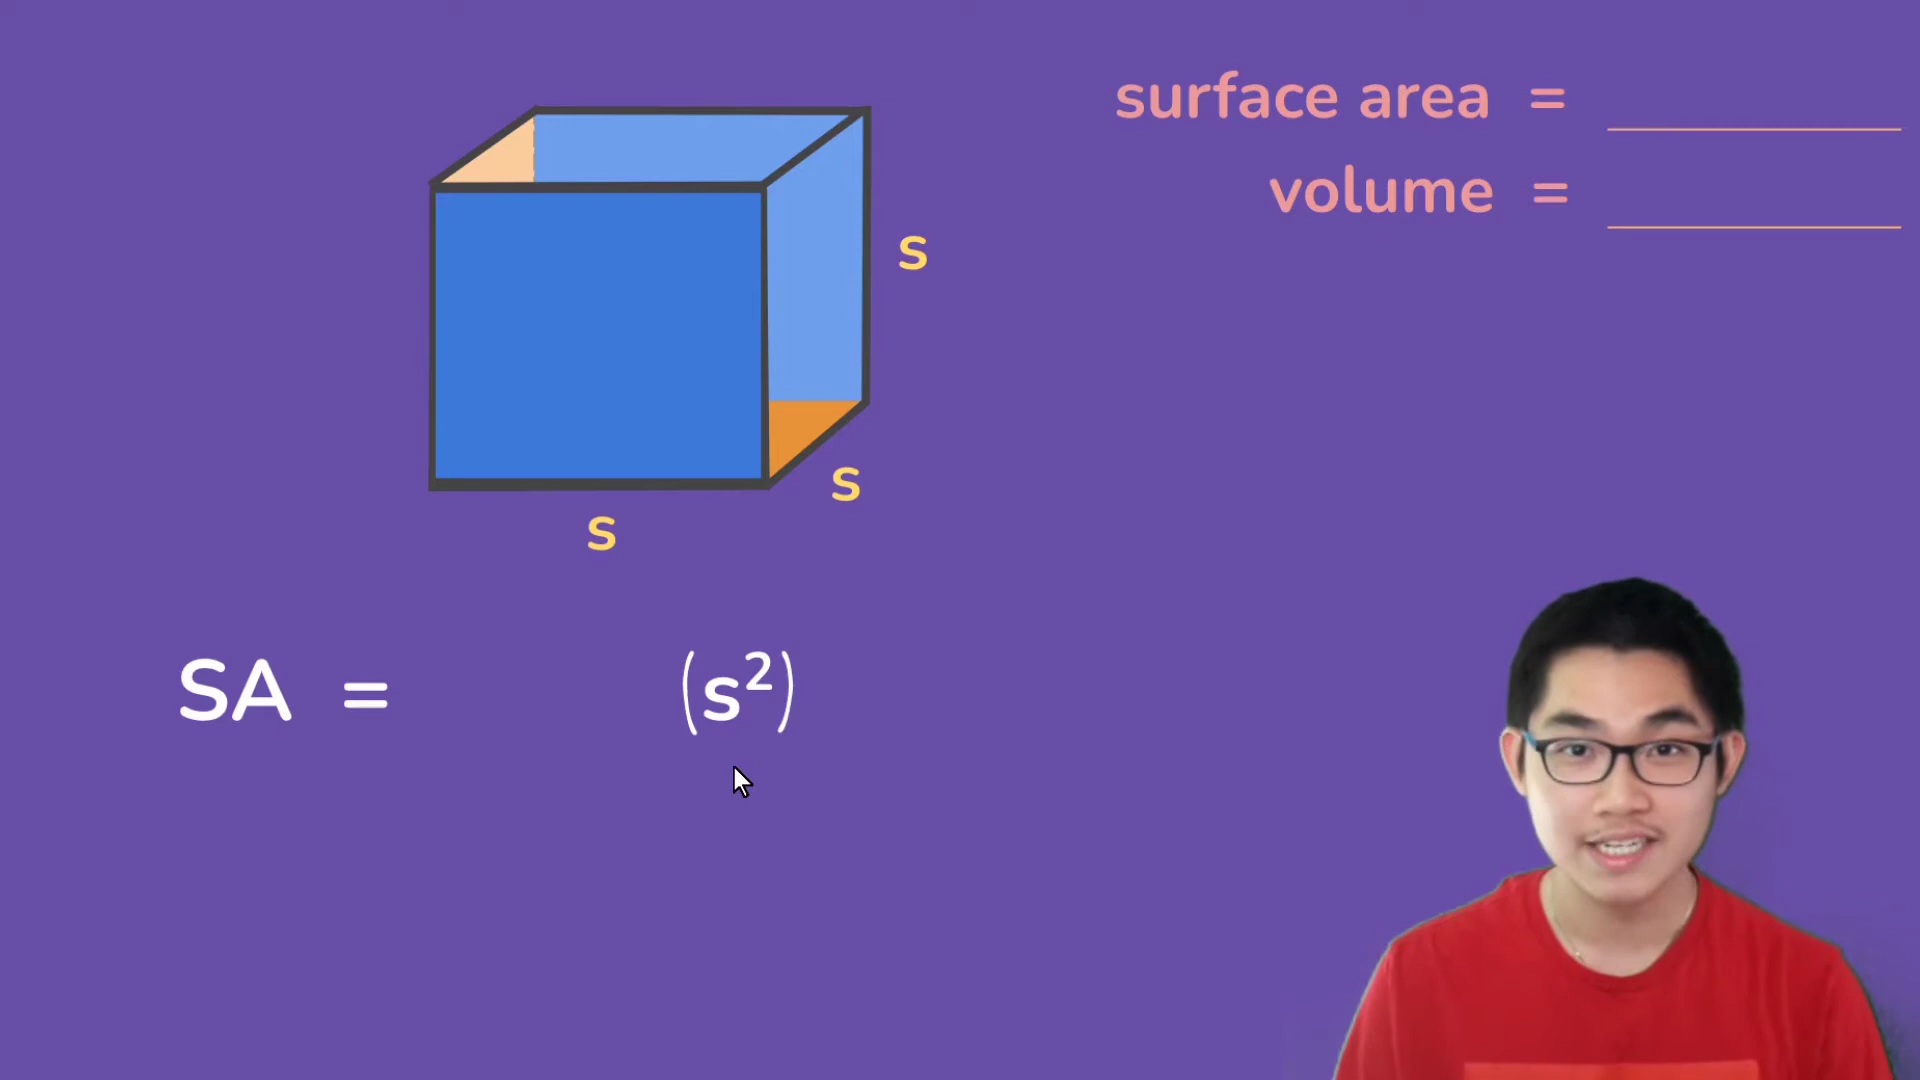 surface area =
volume =
s
s
s
SA = (s²)